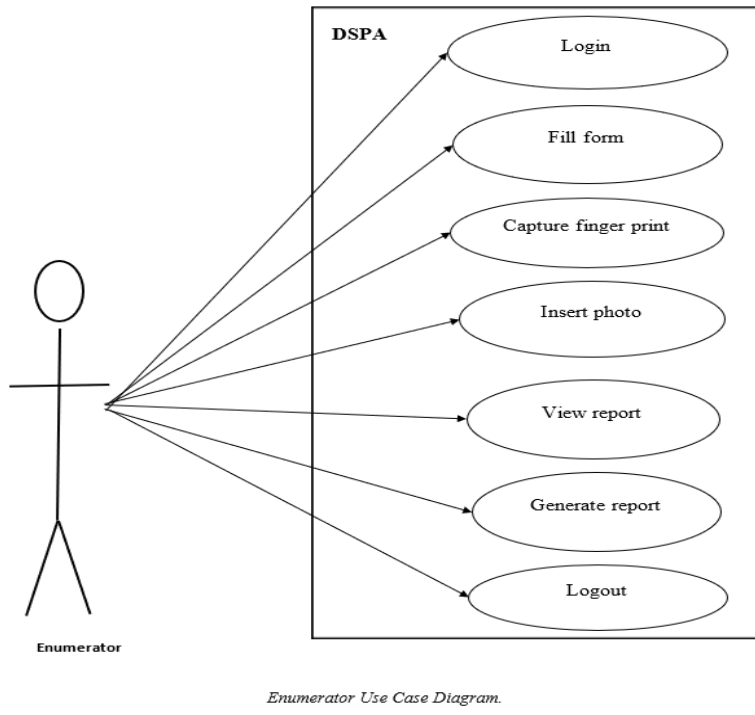 DSPA
Login
Fill form
Capture finger print
Insert photo
View report
Generate report
Logout
Enumerator
Enumerator Use Case Diagram.